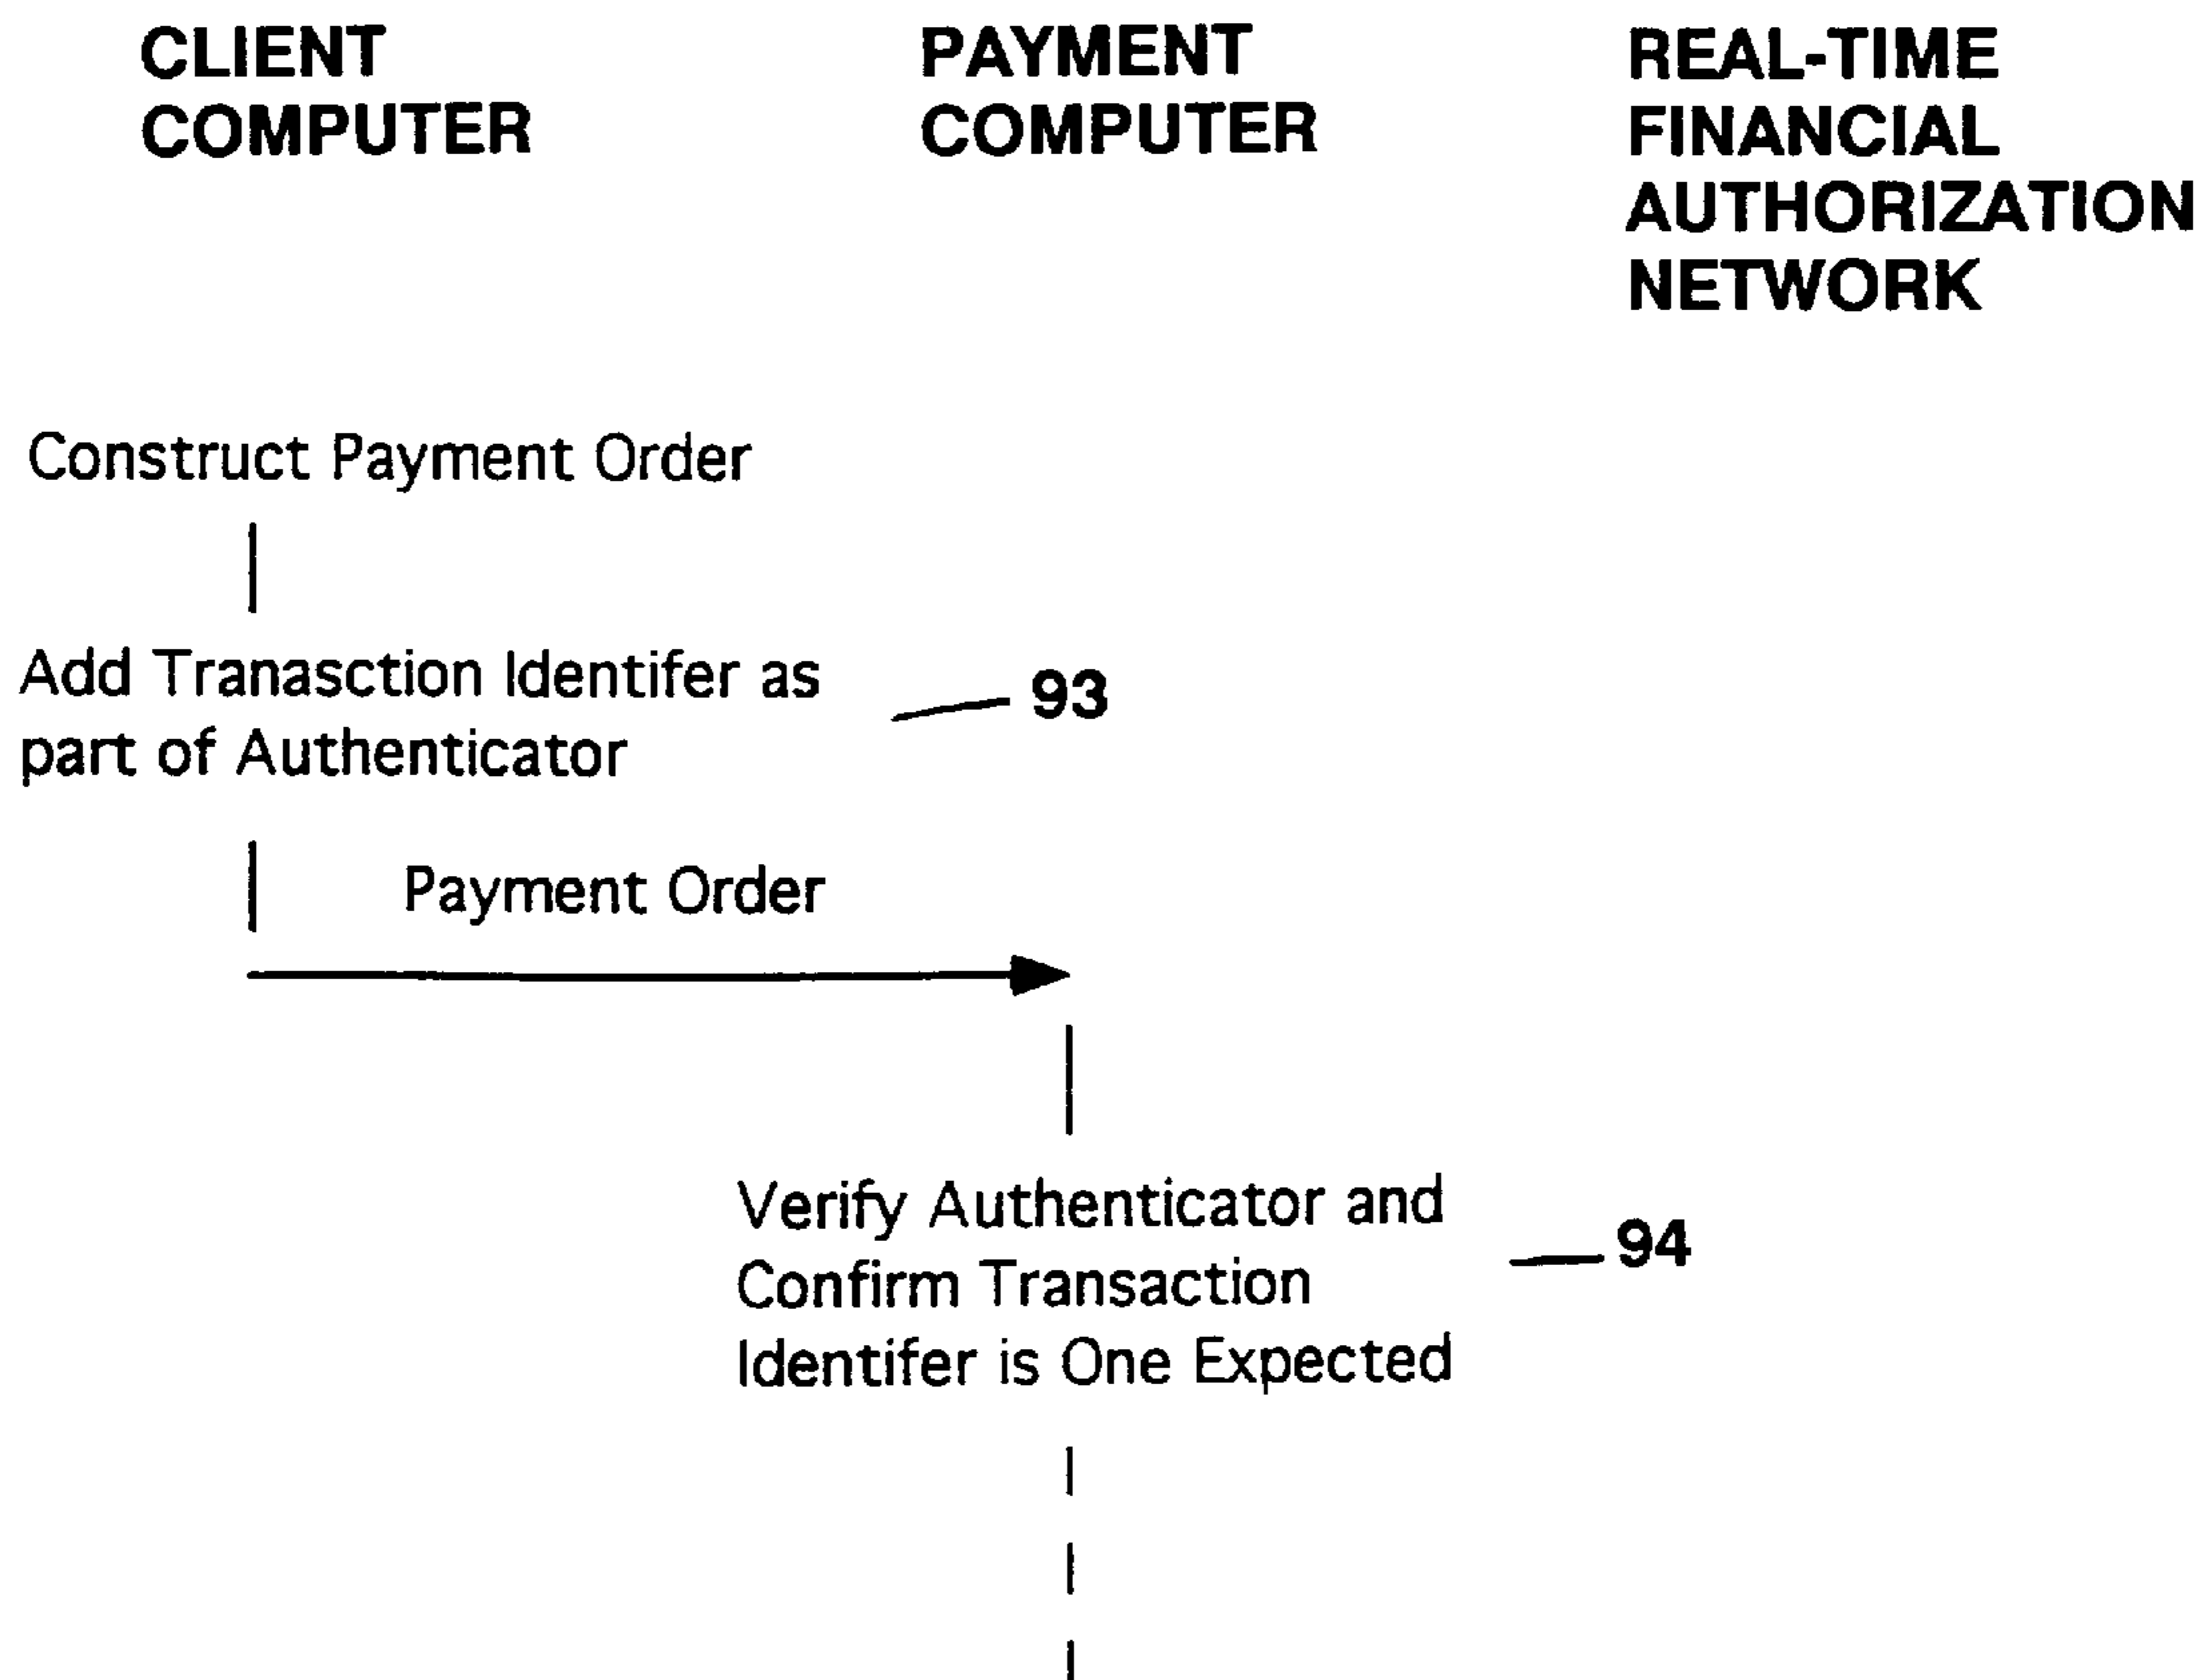 CLIENT
COMPUTER
PAYMENT
COMPUTER
REAL-TIME
FINANCIAL
AUTHORIZATION
NETWORK
Construct Payment Order
Add Tranasction Identifer as
part of Authenticator
93
Payment Order
Verify Authenticator and
Confirm Transaction
Identifer is One Expected
94